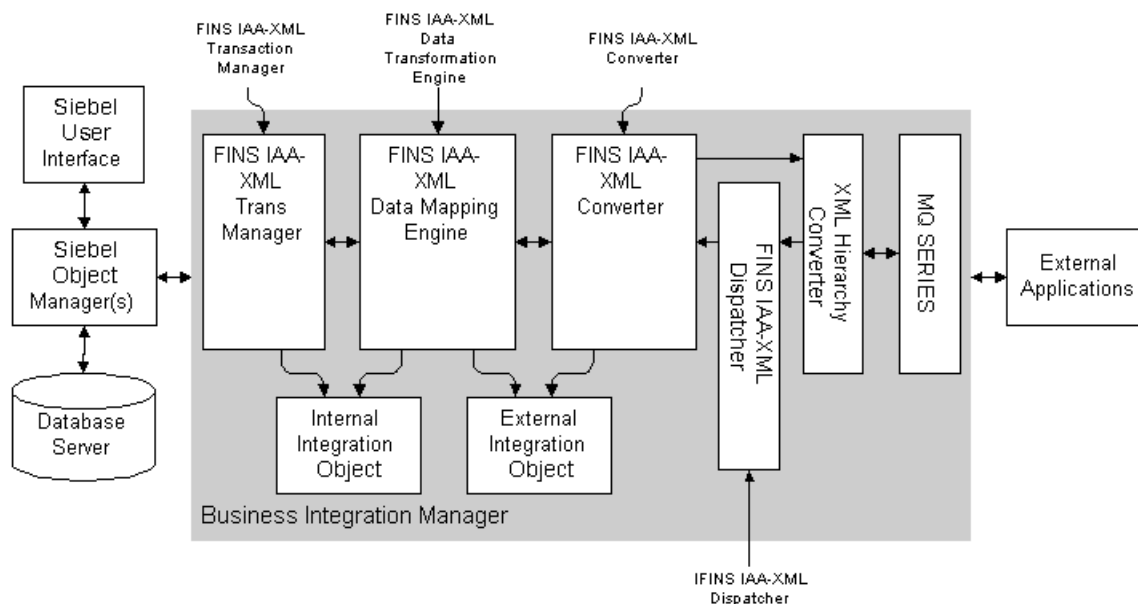 FINS IAA-XML
Transaction
Manager
FINS IAA-XML
Data
Transformation
Engine
FINS IAA-XML
Converter
Siebel
User
Interface
Siebel
Object
Manager(s)
Database
Server
FINS IAA-
XML
Trans
Manager
FINS IAA-
XML
Data Mapping
Engine
FINS IAA-
XML
Converter
FINS IAA-XML
Dispatcher
XML Hierarchy
Converter
MQ SERIES
External
Applications
Internal
Integration
Object
External
Integration
Object
Business Integration Manager
IFINS IAA-XML
Dispatcher